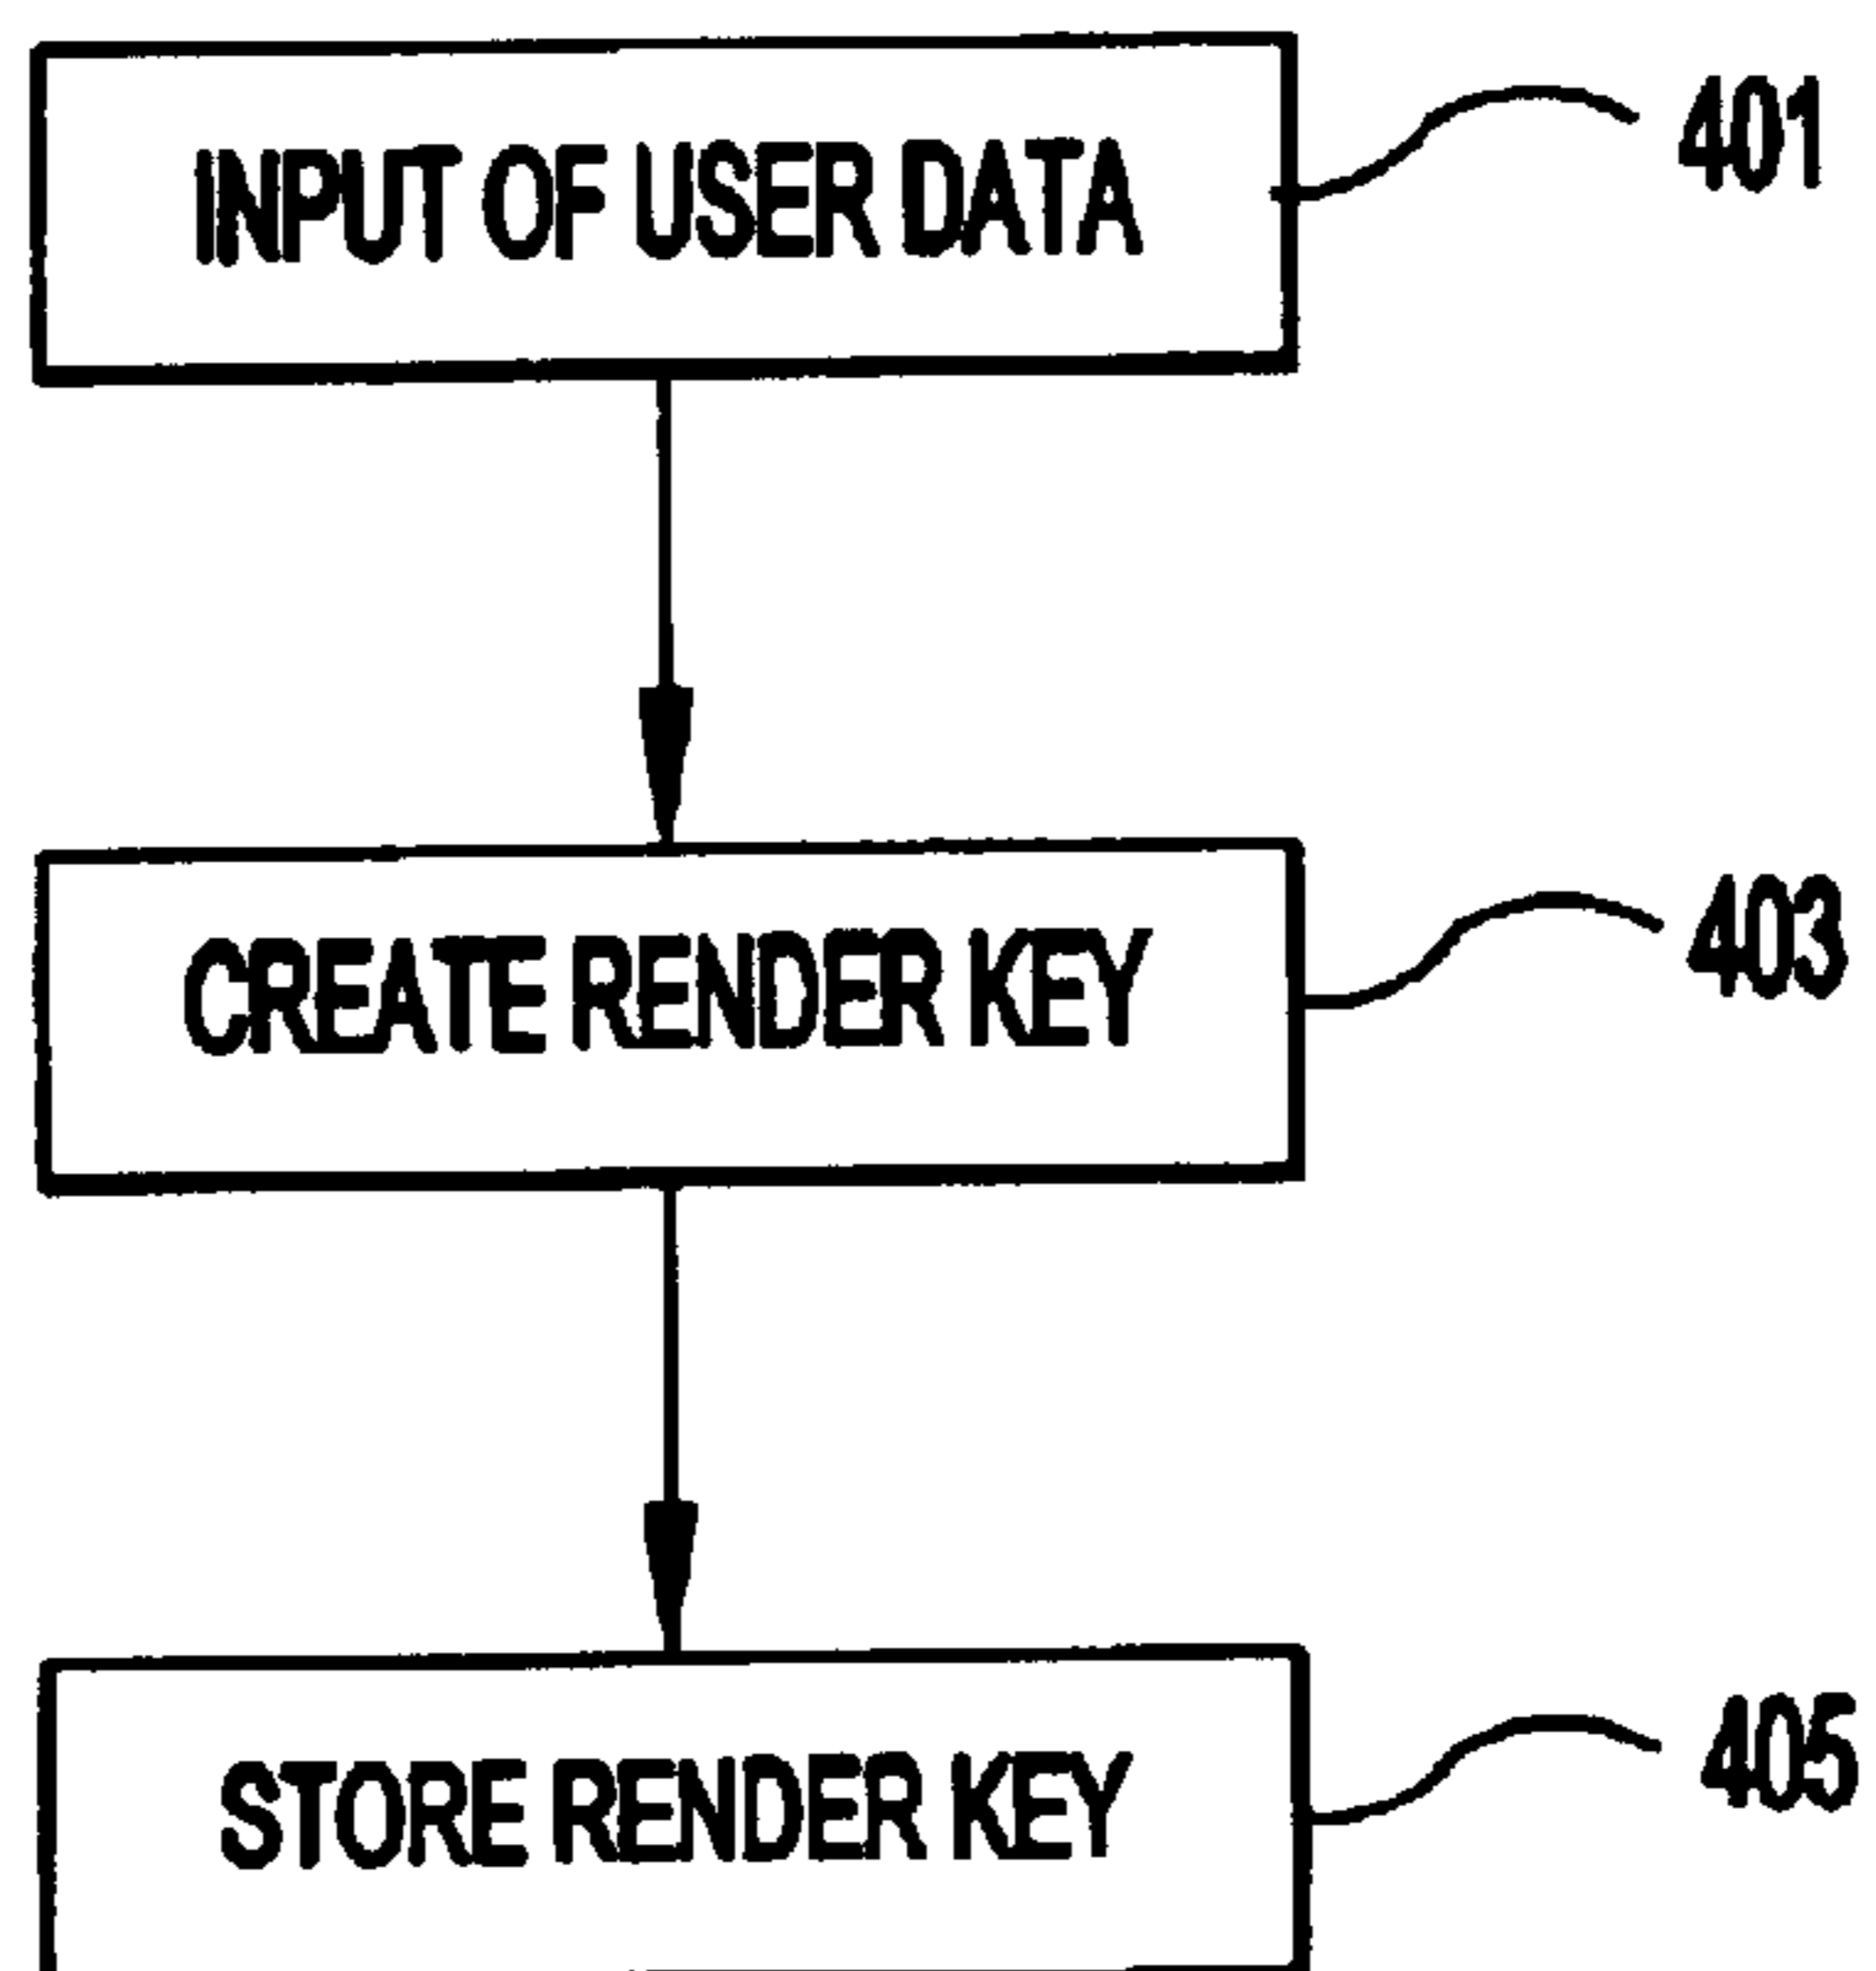 INPUT OF USER DATA
401
CREATE RENDER KEY
403
STORE RENDER KEY
405